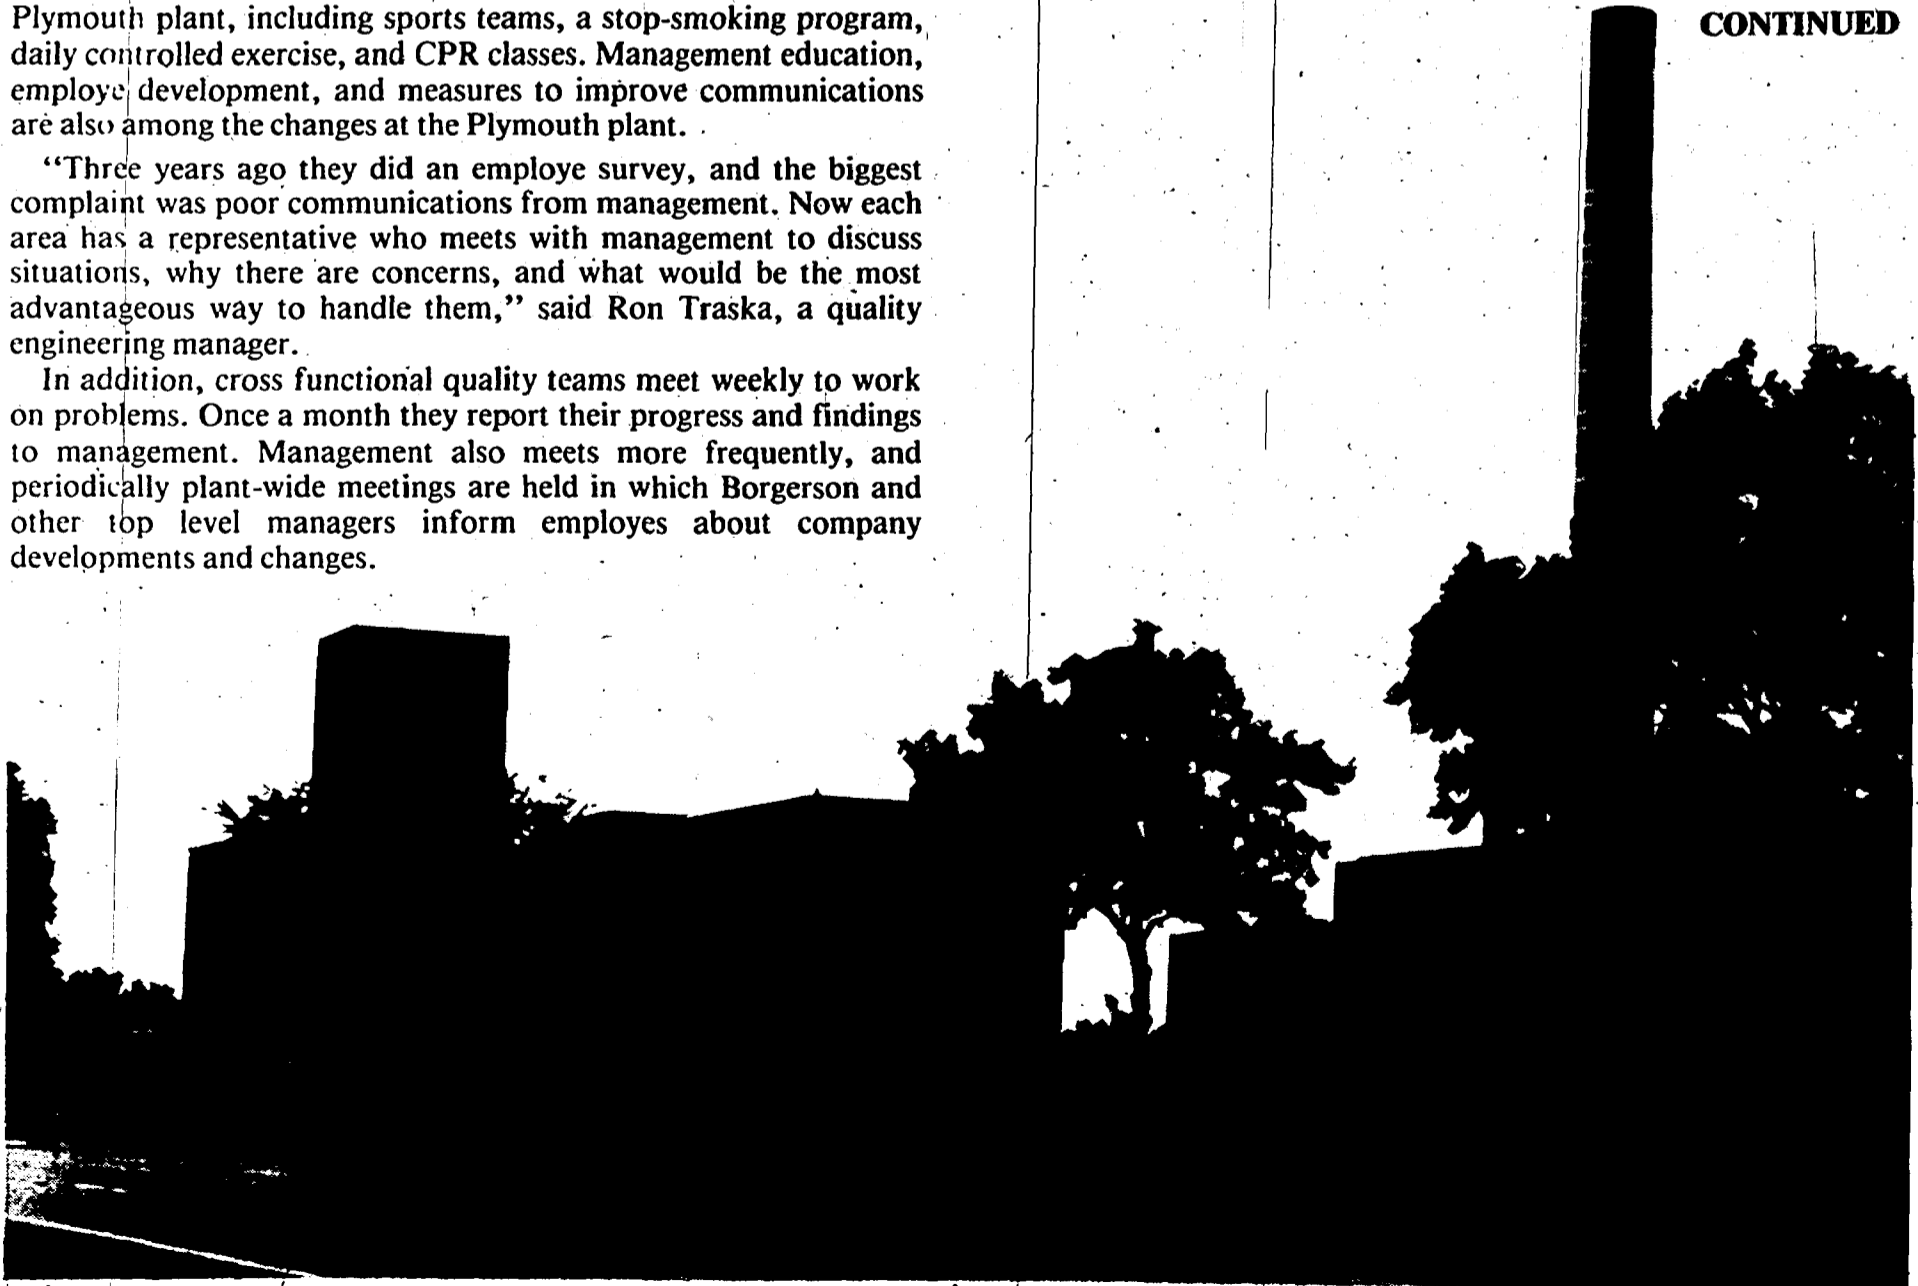 Plymouth plant, including sports teams, a stop-smoking program,
daily controlled exercise, and CPR classes. Management education,
employe development, and measures to improve communications
are also among the changes at the Plymouth plant.
“Three years ago they did an employe survey, and the biggest
complaint was poor communications from management. Now each
area has a representative who meets with management to discuss
situations, why there are concerns, and what would be the most
advantageous way to handle them,” said Ron Traska, a quality
engineering manager.
In addition, cross functional quality teams meet weekly to work
on problems. Once a month they report their progress and findings
to management. Management also meets more frequently, and
periodically plant-wide meetings are held in which Borgerson and
other top level managers inform employes about company
developments and changes.
CONTINUED